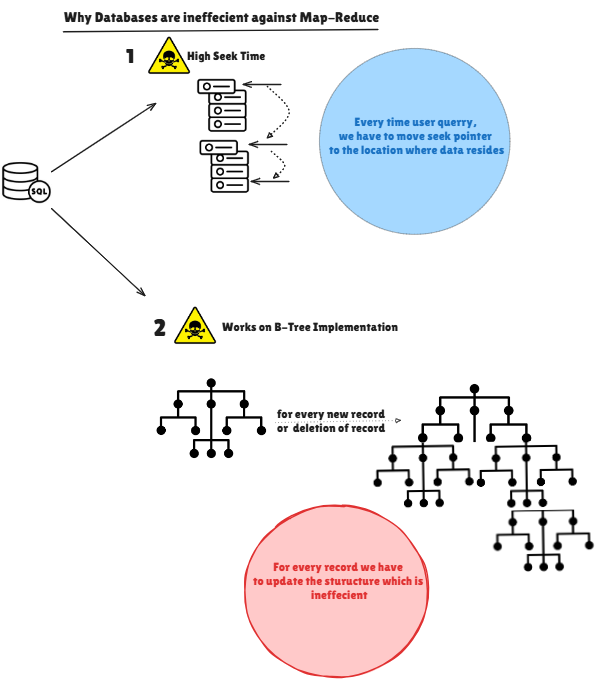 Why Databases are ineffecient against Map-Reduce
1
High Seek Time
Every time user querry,
we have to move seek pointer
to the location where data resides
SQL
2
Works on B-Tree Implementation
for every new record
or deletion of record
For every record we have
to update the sturucture which is
ineffecient